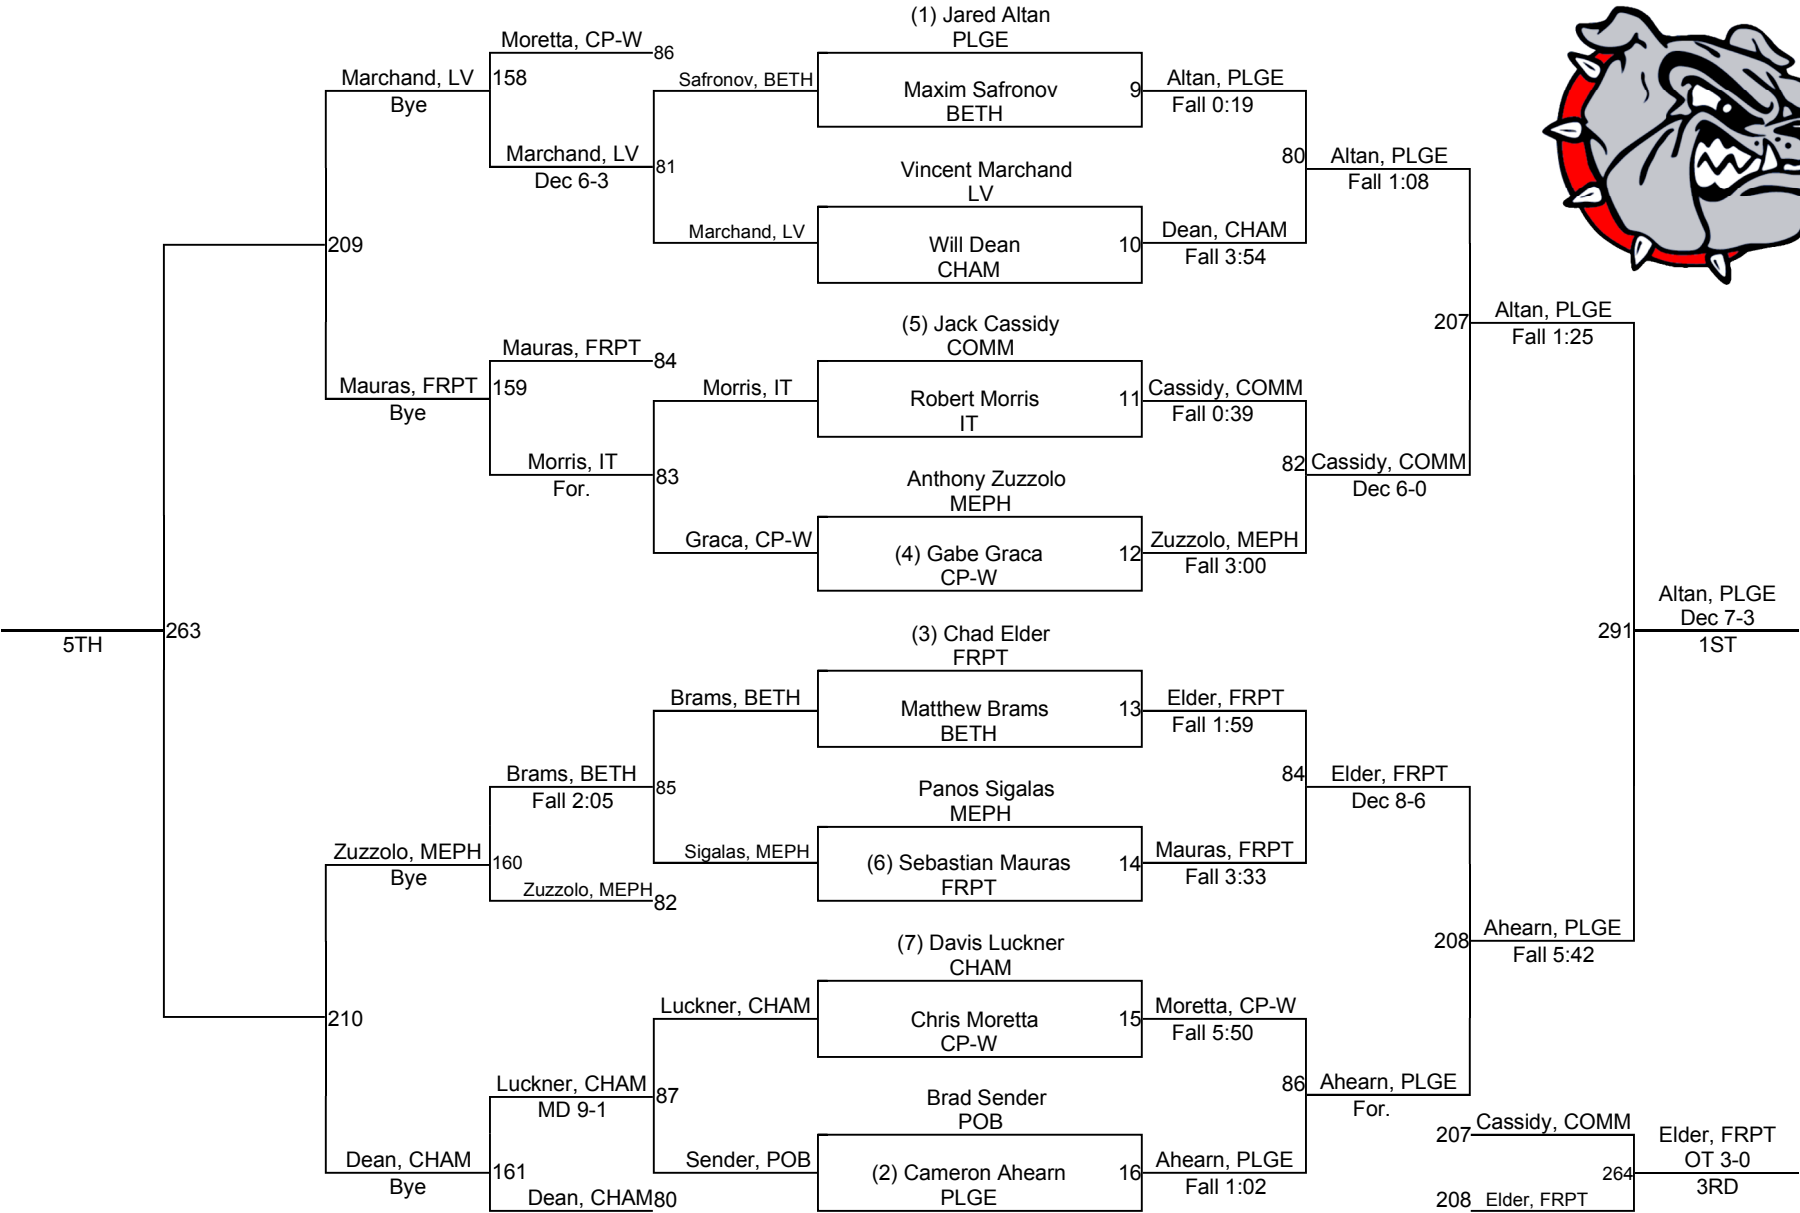 (1) Jared Altan
PLGE
Maxim Safronov
BETH
Vincent Marchand
LV
Will Dean
CHAM
(5) Jack Cassidy
COMM
Robert Morris
IT
Anthony Zuzzolo
MEPH
(4) Gabe Graca
CP-W
(3) Chad Elder
FRPT
Matthew Brams
BETH
Panos Sigalas
MEPH
(6) Sebastian Mauras
FRPT
(7) Davis Luckner
CHAM
Chris Moretta
CP-W
Brad Sender
POB
(2) Cameron Ahearn
PLGE
9
Altan, PLGE
Fall 0:19
10
Dean, CHAM
Fall 3:54
11
Cassidy, COMM
Fall 0:39
12
Zuzzolo, MEPH
Fall 3:00
13
Elder, FRPT
Fall 1:59
14
Mauras, FRPT
Fall 3:33
15
Moretta, CP-W
Fall 5:50
16
Ahearn, PLGE
Fall 1:02
80
Altan, PLGE
Fall 1:08
82
Cassidy, COMM
Dec 6-0
84
Elder, FRPT
Dec 8-6
86
Ahearn, PLGE
For.
207
Altan, PLGE
Fall 1:25
208
Ahearn, PLGE
Fall 5:42
291
Altan, PLGE
Dec 7-3
1ST
207
Cassidy, COMM
208
Elder, FRPT
264
Elder, FRPT
OT 3-0
3RD
Safronov, BETH
Marchand, LV
81
Morris, IT
Graca, CP-W
83
Brams, BETH
Sigalas, MEPH
85
Luckner, CHAM
Sender, POB
87
Moretta, CP-W
86
Marchand, LV
Dec 6-3
158
Mauras, FRPT
84
Morris, IT
For.
159
Brams, BETH
Fall 2:05
Zuzzolo, MEPH
82
160
Luckner, CHAM
MD 9-1
Dean, CHAM
80
161
Marchand, LV
Bye
Mauras, FRPT
Bye
209
Zuzzolo, MEPH
Bye
Dean, CHAM
Bye
210
263
5TH